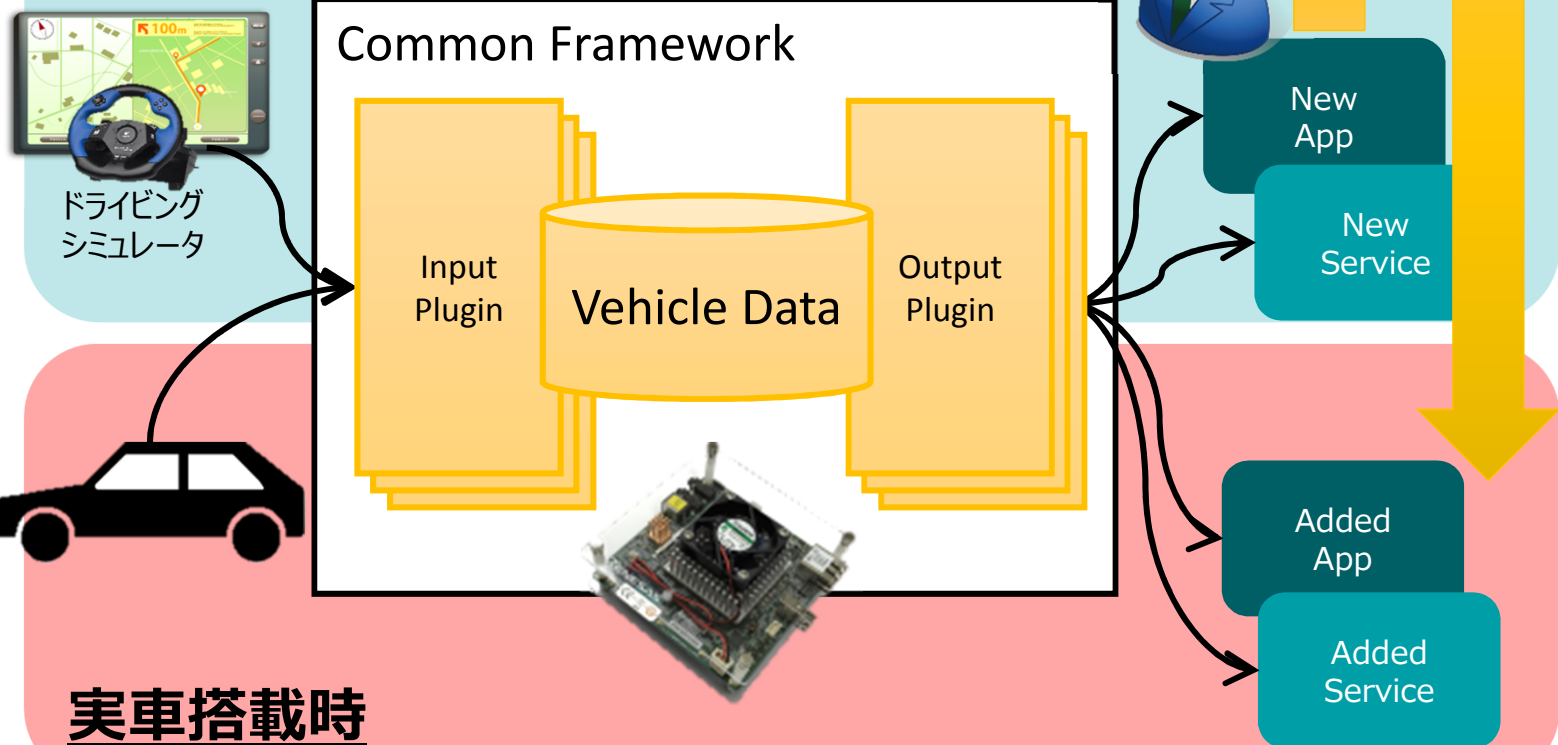 100m
Common Framework
New
App
ドライビング
シミュレータ
New
Service
Input
Plugin
Vehicle Data
Output
Plugin
Added
App
Added
Service
実車搭載時